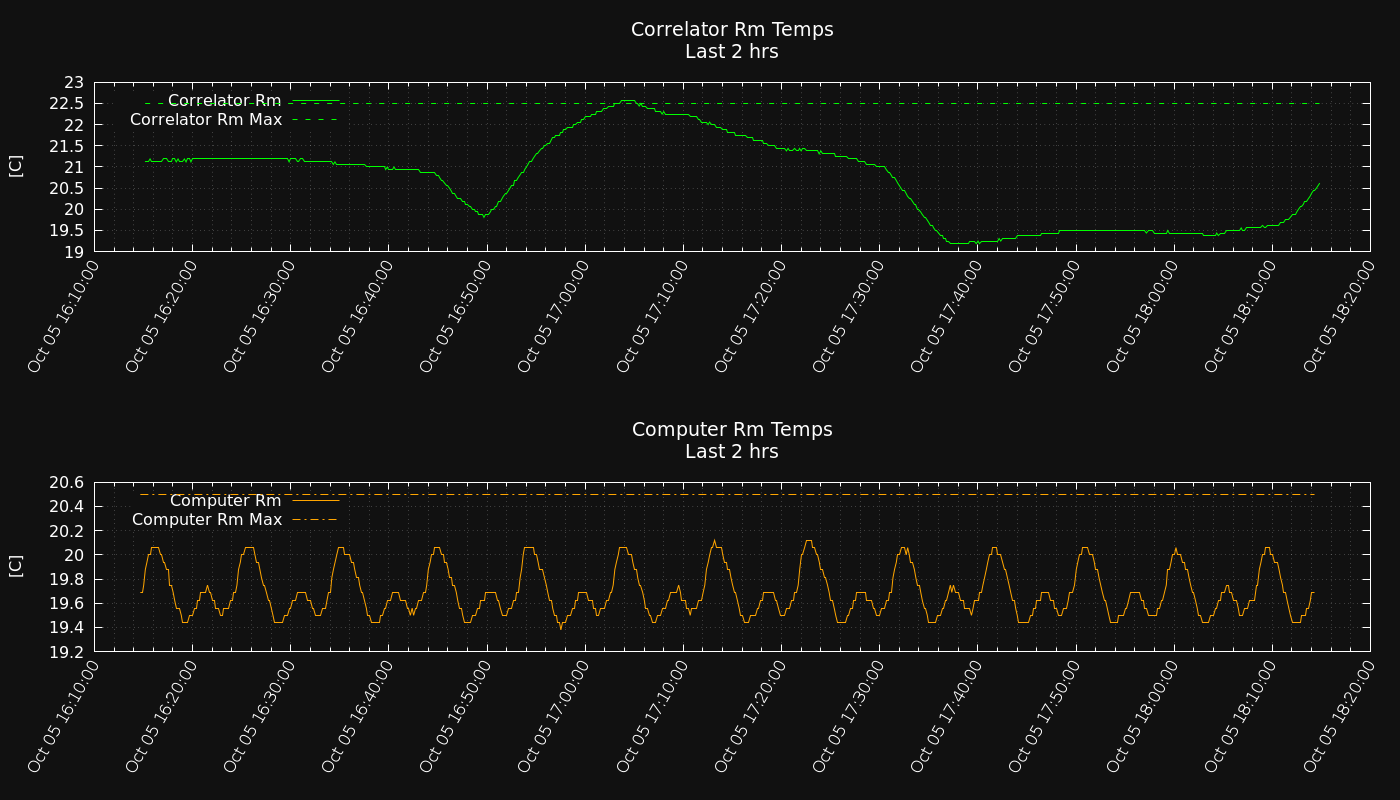 Correlator Rm Temps
Last 2 hrs
23
22.5
22
21.5
21
20.5
20
19.5
19
[C]
Correlator Rm
Correlator Rm Max
Oct 05 16:10:00
Oct 05 16:20:00
Oct 05 16:30:00
Oct 05 16:40:00
Oct 05 16:50:00
Oct 05 17:00:00
Oct 05 17:10:00
Oct 05 17:20:00
Oct 05 17:30:00
Oct 05 17:40:00
Oct 05 17:50:00
Oct 05 18:00:00
Oct 05 18:10:00
Oct 05 18:20:00
Computer Rm Temps
Last 2 hrs
20.6
20.4
20.2
20
19.8
19.6
19.4
19.2
[C]
Computer Rm
Computer Rm Max
Oct 05 16:10:00
Oct 05 16:20:00
Oct 05 16:30:00
Oct 05 16:40:00
Oct 05 16:50:00
Oct 05 17:00:00
Oct 05 17:10:00
Oct 05 17:20:00
Oct 05 17:30:00
Oct 05 17:40:00
Oct 05 17:50:00
Oct 05 18:00:00
Oct 05 18:10:00
Oct 05 18:20:00